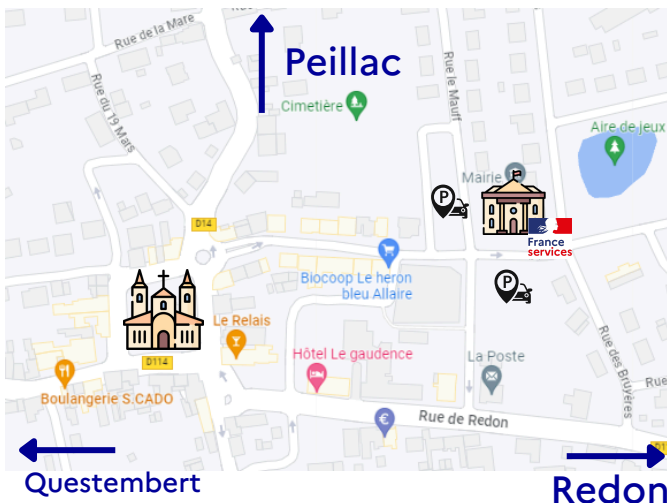 Rue de la Mare
Peillac
Rue du 19 Mars
Cimetière
Rue le Mauff
Aire de jeux
Mairie
P
D14
France
services
Biocoop Le heron
bleu Allaire
P
Le Relais
D114
Hôtel Le gaudence
La Poste
Rue des Bruyères
Rue
Boulangerie S.CADO
€
Rue de Redon
Questembert
Redon